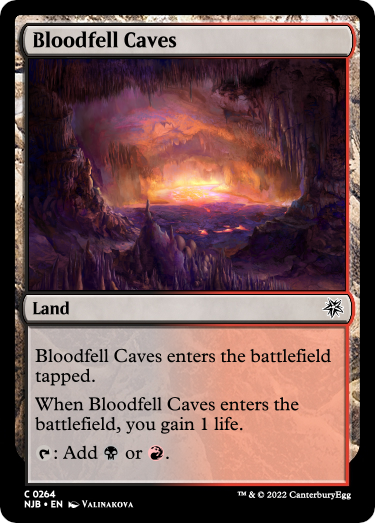 Bloodfell Caves
Land
Bloodfell Caves enters the battlefield
tapped.
When Bloodfell Caves enters the
battlefield, you gain 1 life.
: Add or .
C 0264
NJB • EN VALINAKOVA
™ & © 2022 CanterburyEgg